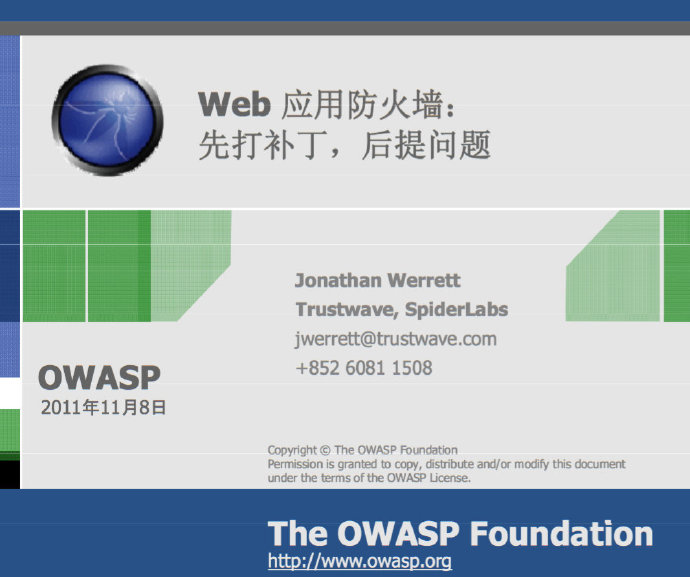 Web 应用防火墙：
先打补丁，后提问题
Jonathan Werrett
Trustwave, SpiderLabs
jwerrett@trustwave.com
+852 6081 1508
OWASP
2011年11月8日
Copyright © The OWASP Foundation
Permission is granted to copy, distribute and/or modify this document
under the terms of the OWASP License.
The OWASP Foundation
http://www.owasp.org